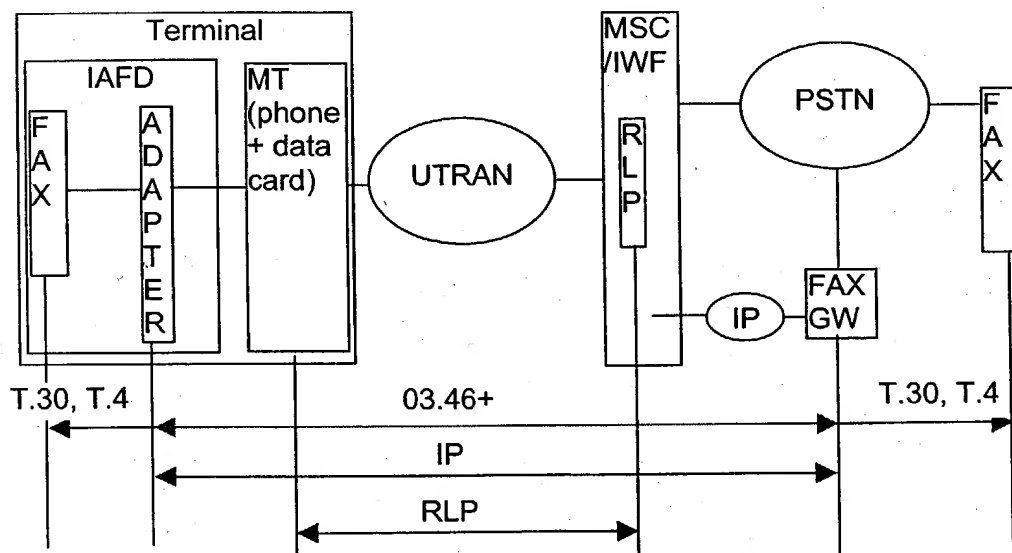 Terminal
IAFD
FAX
ADAPTER
MT
(phone
+ data
card)
UTRAN
MSC
/IWF
RLP
PSTN
FAX
IP
FAX
GW
T.30, T.4
03.46+
T.30, T.4
IP
RLP